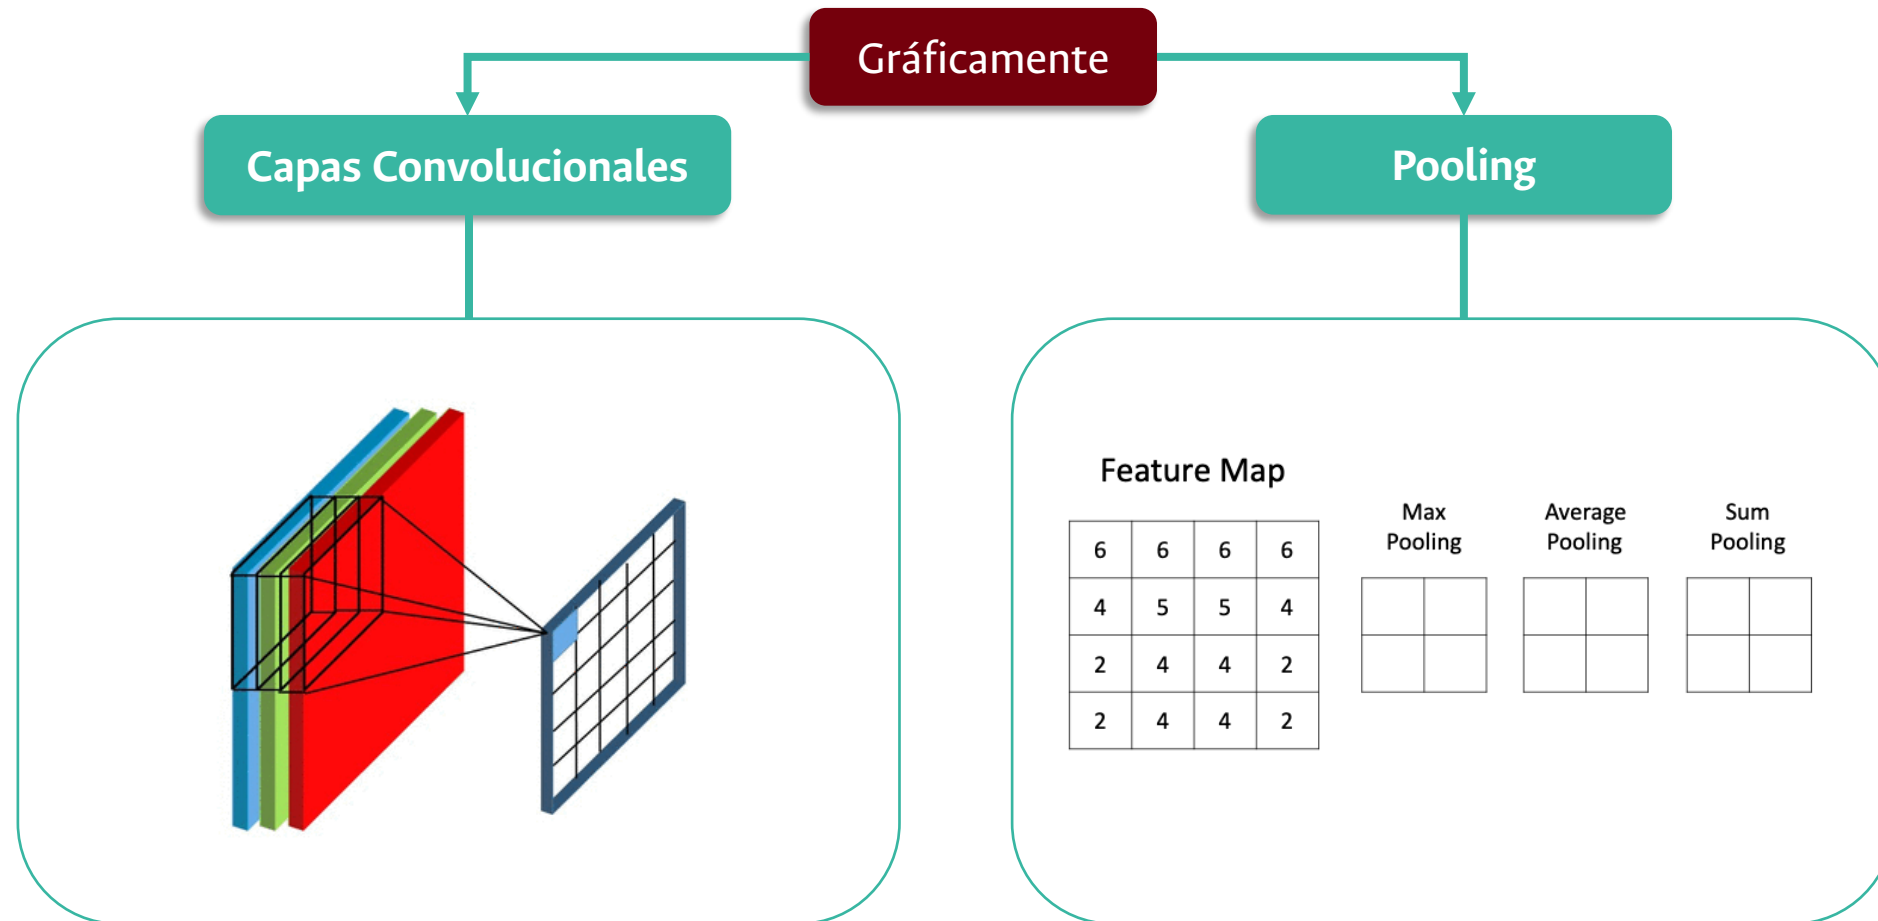 Gráficamente
Capas Convolucionales
Pooling
Feature Map
6 6 6 6
4 5 5 4
2 4 4 2
2 4 4 2
Max
Pooling
Average
Pooling
Sum
Pooling